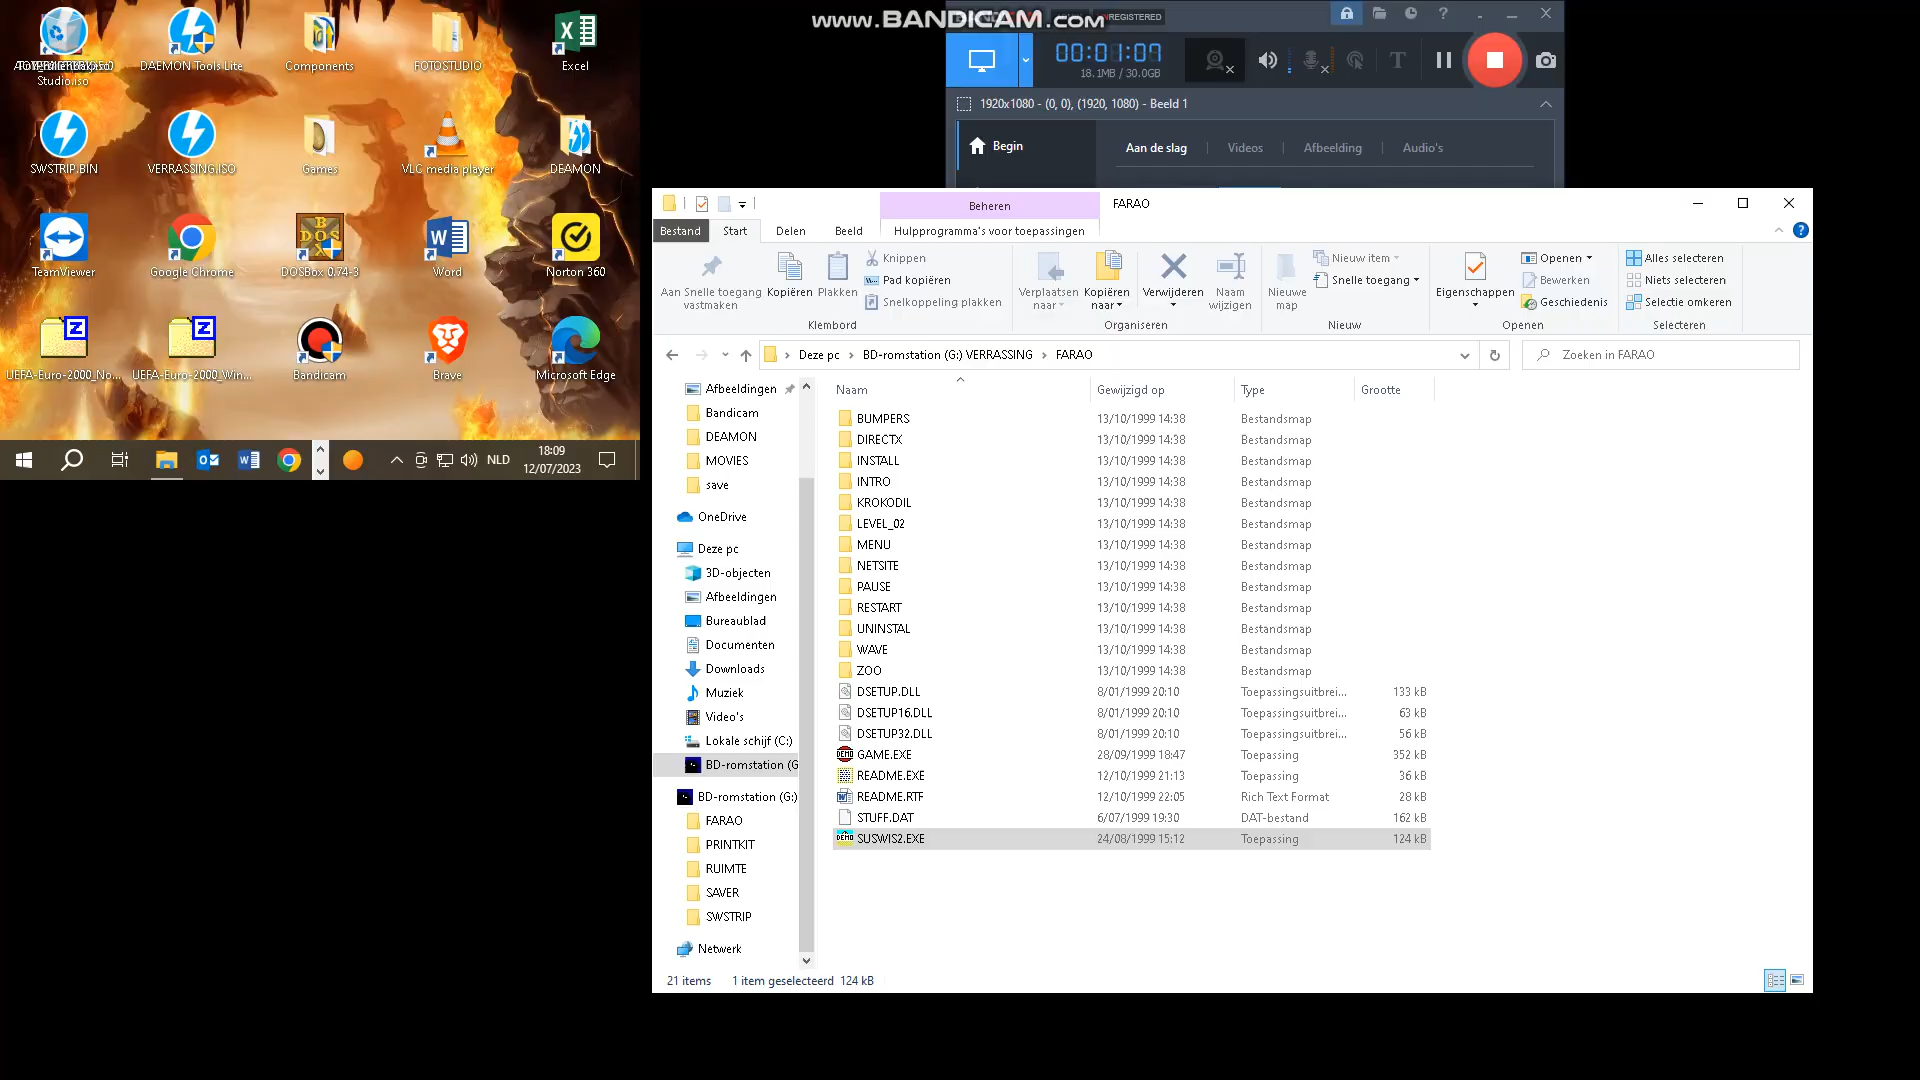 www.BANDICAM.com
REGISTERED
Studio.iso
DAEMON Tools Lite
Components
FOTOSTUDIO
Excel
SWSTRIP.BIN
VERRASSING.ISO
Games
VLC media player
DEAMON
TeamViewer
Google Chrome
DOSBox 0.74-3
Word
Norton 360
UEFA-Euro-2000_No...
UEFA-Euro-2000_Win...
Bandicam
Brave
Microsoft Edge
NLD
18:09
12/07/2023
00:01:07
18.1MB / 30.0GB
1920x1080 - (0, 0), (1920, 1080) - Beeld 1
Begin
Aan de slag
Videos
Afbeelding
Audio's
Beheren
FARAO
Bestand
Start
Delen
Beeld
Hulpprogramma's voor toepassingen
Aan Snelle toegang
vastmaken
Kopiëren
Plakken
Knippen
Pad kopiëren
Snelkoppeling plakken
Klembord
Verplaatsen
naar
Kopiëren
naar
Verwijderen
Naam
wijzigen
Organiseren
Nieuwe
map
Nieuw item
Snelle toegang
Nieuw
Eigenschappen
Openen
Bewerken
Geschiedenis
Openen
Alles selecteren
Niets selecteren
Selectie omkeren
Selecteren
Deze pc > BD-romstation (G:) VERRASSING > FARAO
Zoeken in FARAO
Afbeeldingen
Bandicam
DEAMON
MOVIES
save
OneDrive
Deze pc
3D-objecten
Afbeeldingen
Bureaublad
Documenten
Downloads
Muziek
Video's
Lokale schijf (C:)
BD-romstation (G
BD-romstation (G:)
FARAO
PRINTKIT
RUIMTE
SAVER
SWSTRIP
Netwerk
Naam Gewijzigd op Type Grootte
BUMPERS 13/10/1999 14:38 Bestandsmap
DIRECTX 13/10/1999 14:38 Bestandsmap
INSTALL 13/10/1999 14:38 Bestandsmap
INTRO 13/10/1999 14:38 Bestandsmap
KROKODIL 13/10/1999 14:38 Bestandsmap
LEVEL_02 13/10/1999 14:38 Bestandsmap
MENU 13/10/1999 14:38 Bestandsmap
NETSITE 13/10/1999 14:38 Bestandsmap
PAUSE 13/10/1999 14:38 Bestandsmap
RESTART 13/10/1999 14:38 Bestandsmap
UNINSTAL 13/10/1999 14:38 Bestandsmap
WAVE 13/10/1999 14:38 Bestandsmap
ZOO 13/10/1999 14:38 Bestandsmap
DSETUP.DLL 8/01/1999 20:10 Toepassingsuitbrei... 133 kB
DSETUP16.DLL 8/01/1999 20:10 Toepassingsuitbrei... 63 kB
DSETUP32.DLL 8/01/1999 20:10 Toepassingsuitbrei... 56 kB
GAME.EXE 28/09/1999 18:47 Toepassing 352 kB
README.EXE 12/10/1999 21:13 Toepassing 36 kB
README.RTF 12/10/1999 22:05 Rich Text Format 28 kB
STUFF.DAT 6/07/1999 19:30 DAT-bestand 162 kB
SUSWIS2.EXE 24/08/1999 15:12 Toepassing 124 kB
21 items 1 item geselecteerd 124 kB